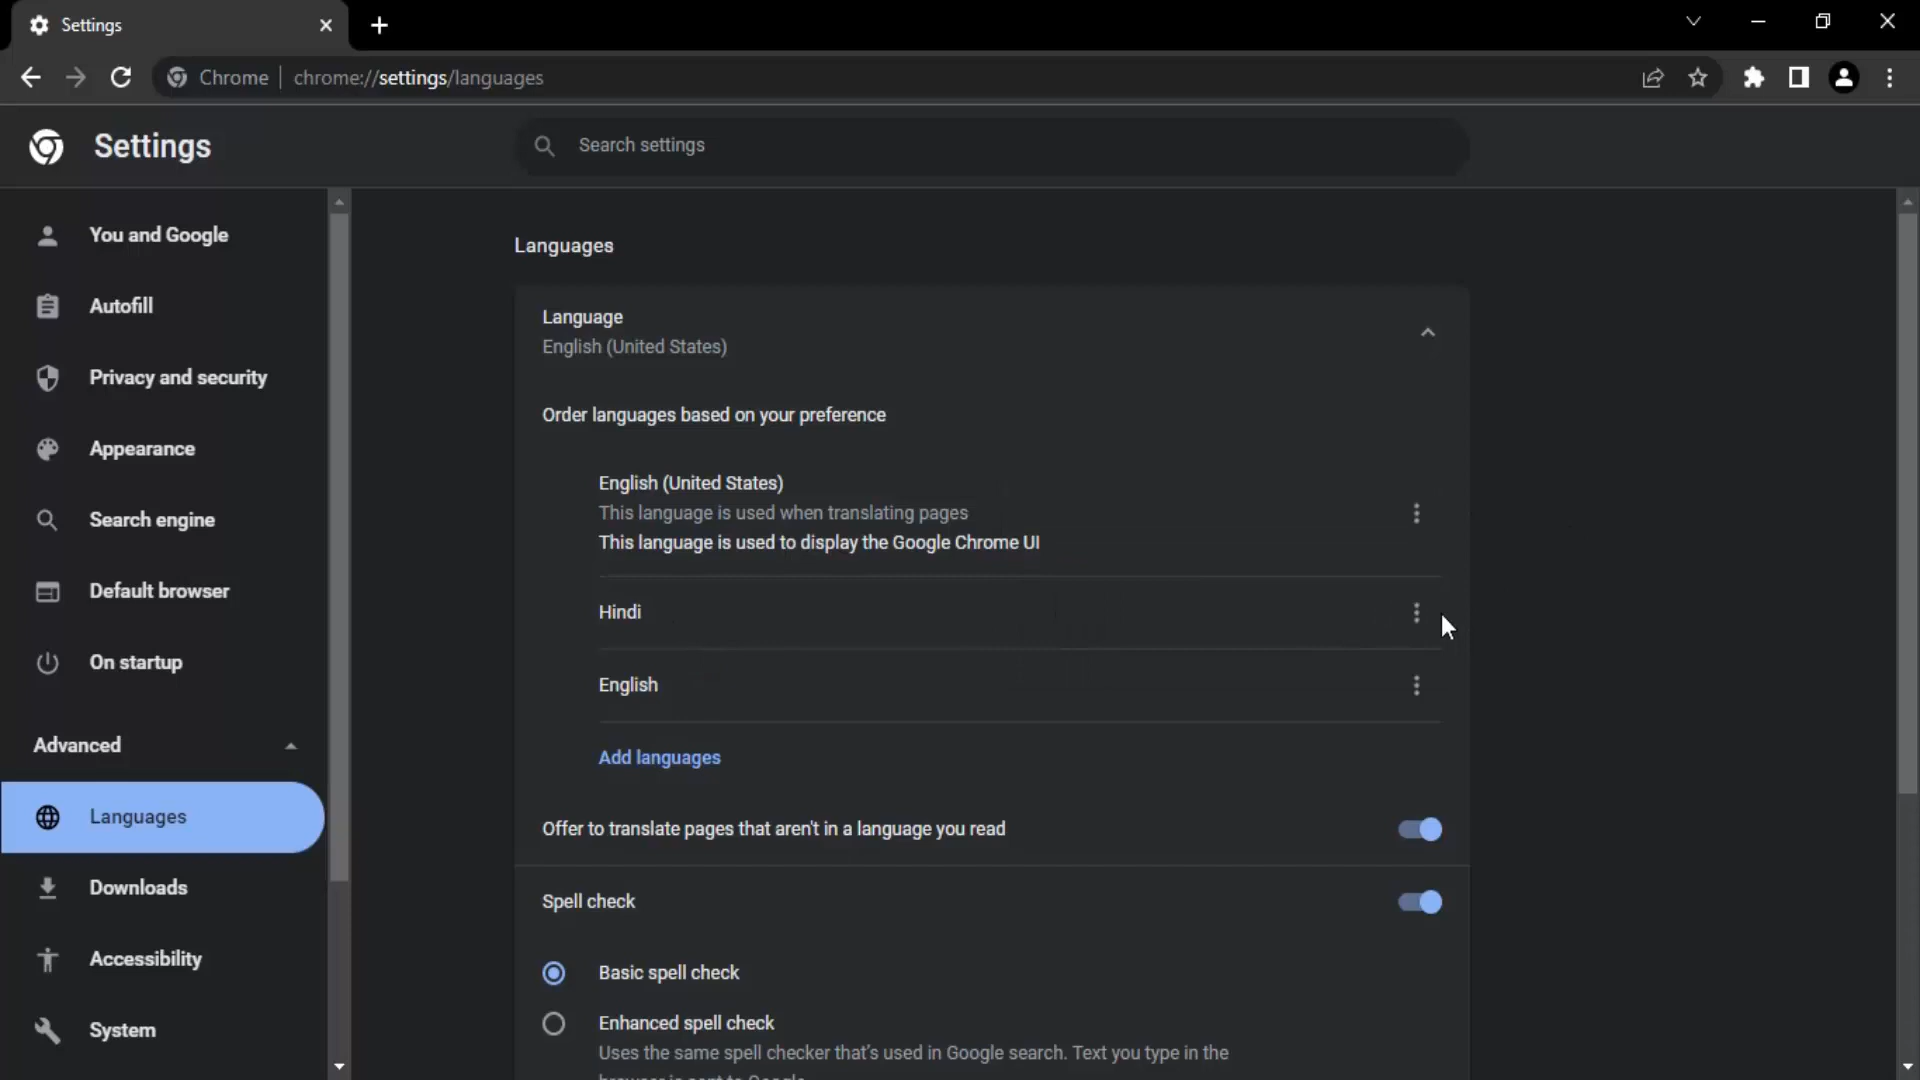 Settings
Chrome
chrome://settings/languages
Settings
Search settings
You and Google
Autofill
Privacy and security
Appearance
Search engine
Default browser
On startup
Advanced
Languages
Downloads
Accessibility
System
Languages
Language
English (United States)
Order languages based on your preference
English (United States)
This language is used when translating pages
This language is used to display the Google Chrome UI
Hindi
English
Add languages
Offer to translate pages that aren't in a language you read
Spell check
Basic spell check
Enhanced spell check
Uses the same spell checker that's used in Google search. Text you type in the